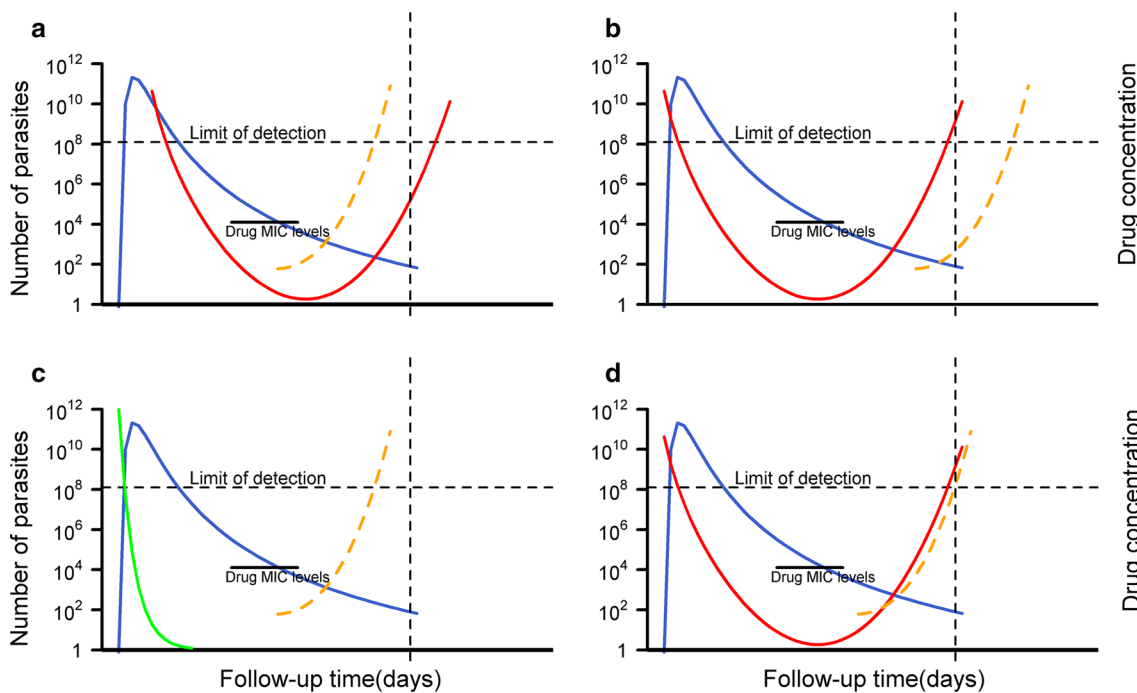 a
Number of parasites
10^12
10^10
10^8
10^6
10^4
10^2
1
Limit of detection
Drug MIC levels
b
10^12
10^10
10^8
10^6
10^4
10^2
1
Limit of detection
Drug MIC levels
Drug concentration
c
Number of parasites
10^12
10^10
10^8
10^6
10^4
10^2
1
Limit of detection
Drug MIC levels
Follow-up time(days)
d
10^12
10^10
10^8
10^6
10^4
10^2
1
Limit of detection
Drug MIC levels
Drug concentration
Follow-up time(days)